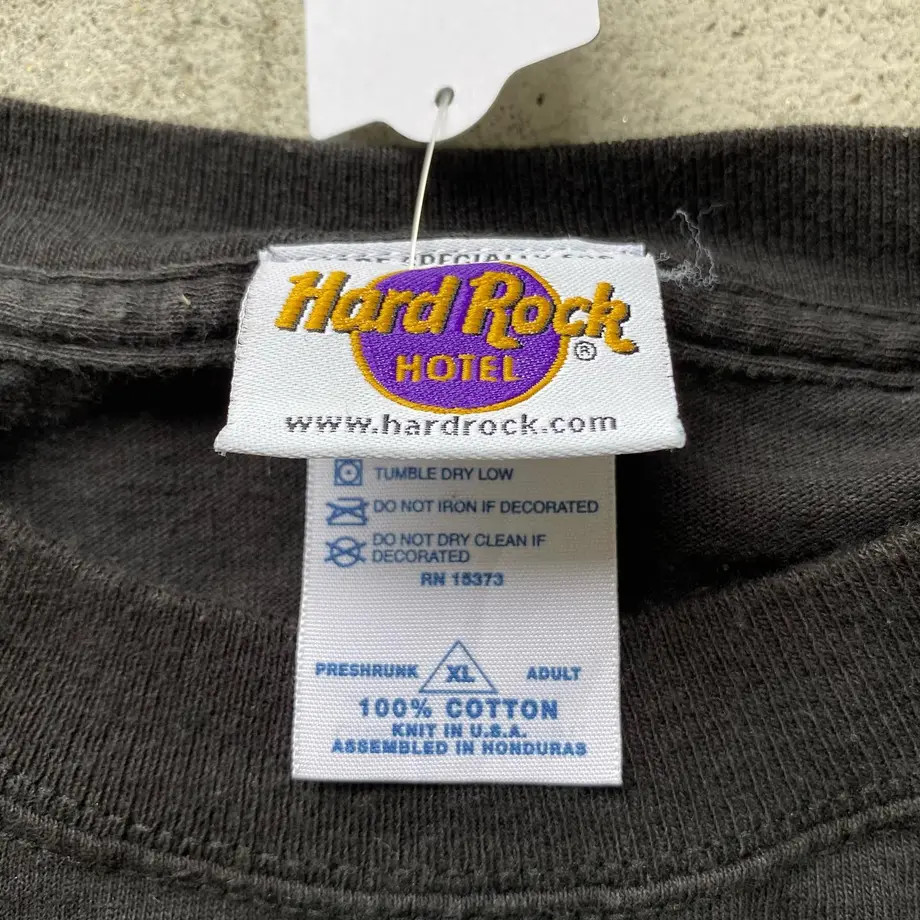 Hard Rock
HOTEL
®
www.hardrock.com
TUMBLE DRY LOW
DO NOT IRON IF DECORATED
DO NOT DRY CLEAN IF
DECORATED
RN 15373
PRESHRUNK XL ADULT
100% COTTON
KNIT IN U.S.A.
ASSEMBLED IN HONDURAS